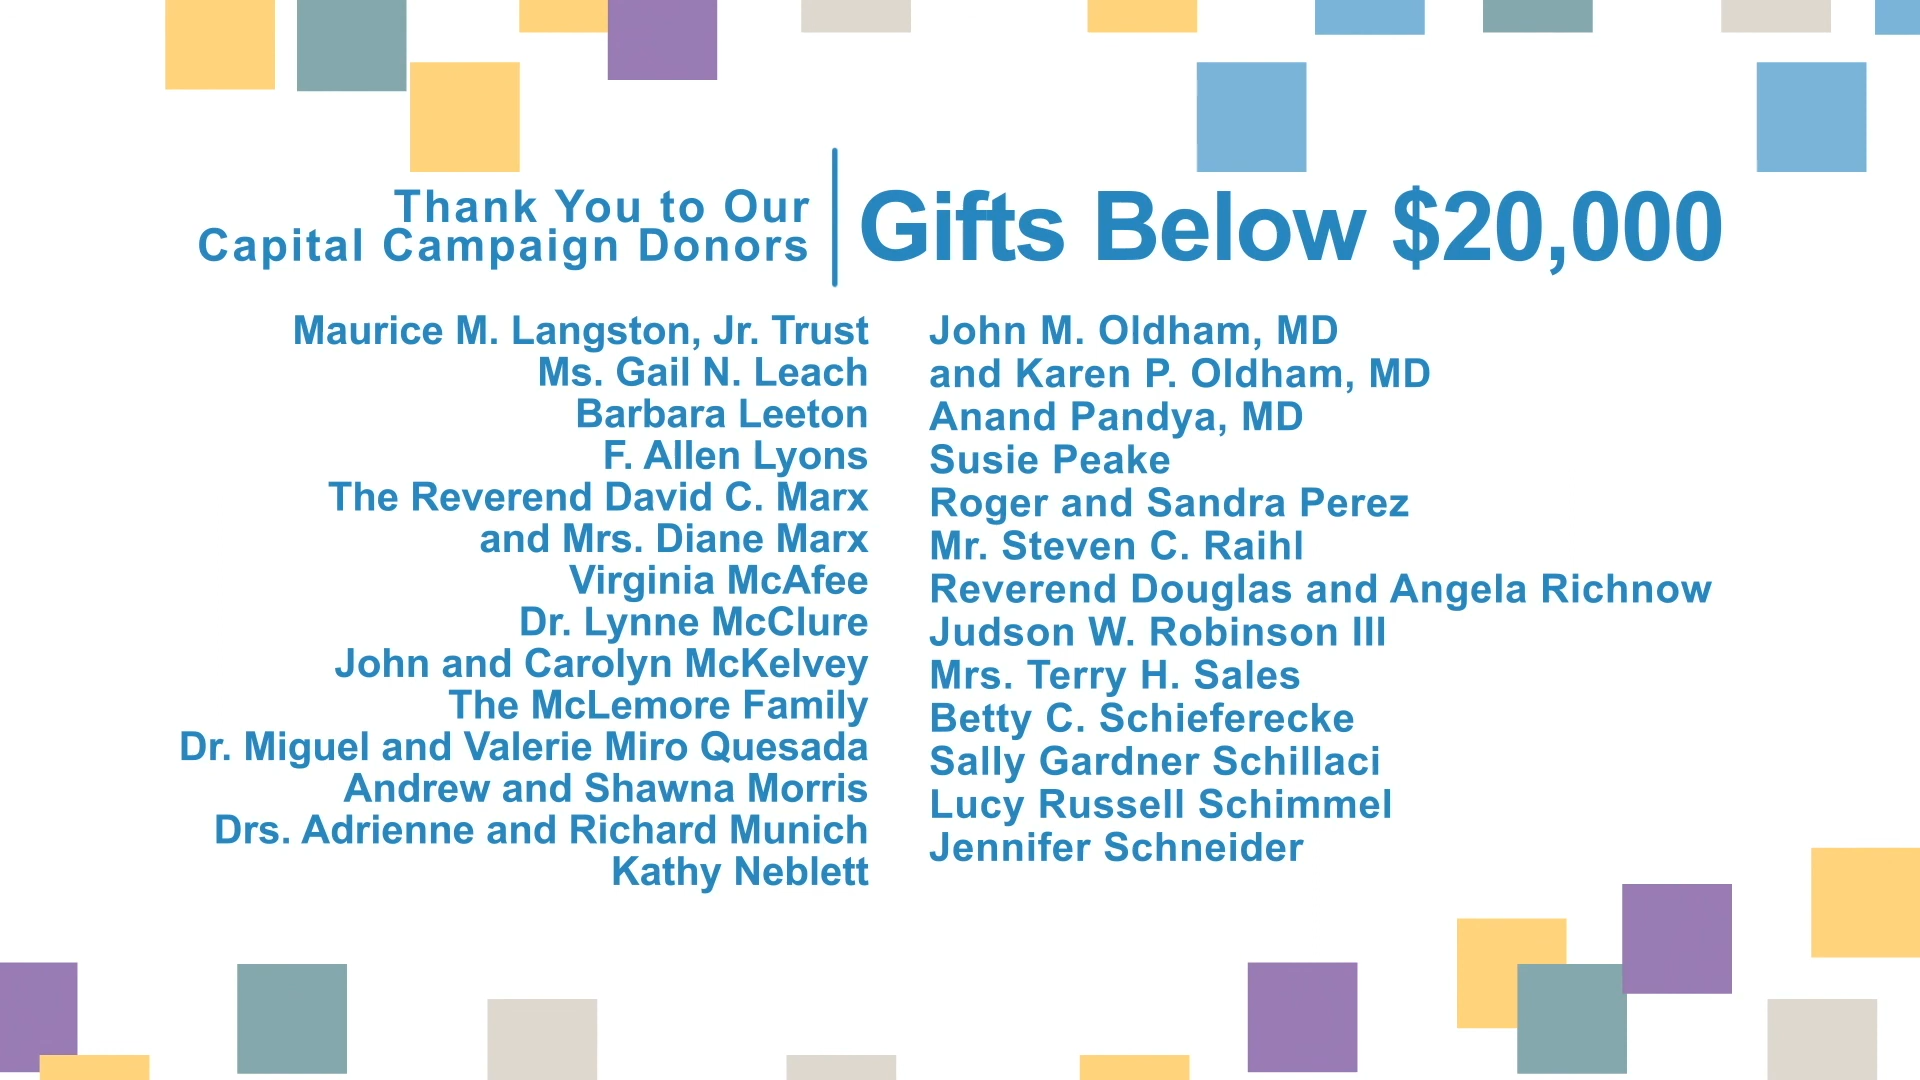 Thank You to Our
Capital Campaign Donors
Gifts Below $20,000
Maurice M. Langston, Jr. Trust
Ms. Gail N. Leach
Barbara Leeton
F. Allen Lyons
The Reverend David C. Marx
and Mrs. Diane Marx
Virginia McAfee
Dr. Lynne McClure
John and Carolyn McKelvey
The McLemore Family
Dr. Miguel and Valerie Miro Quesada
Andrew and Shawna Morris
Drs. Adrienne and Richard Munich
Kathy Neblett
John M. Oldham, MD
and Karen P. Oldham, MD
Anand Pandya, MD
Susie Peake
Roger and Sandra Perez
Mr. Steven C. Raihl
Reverend Douglas and Angela Richnow
Judson W. Robinson III
Mrs. Terry H. Sales
Betty C. Schieferecke
Sally Gardner Schillaci
Lucy Russell Schimmel
Jennifer Schneider